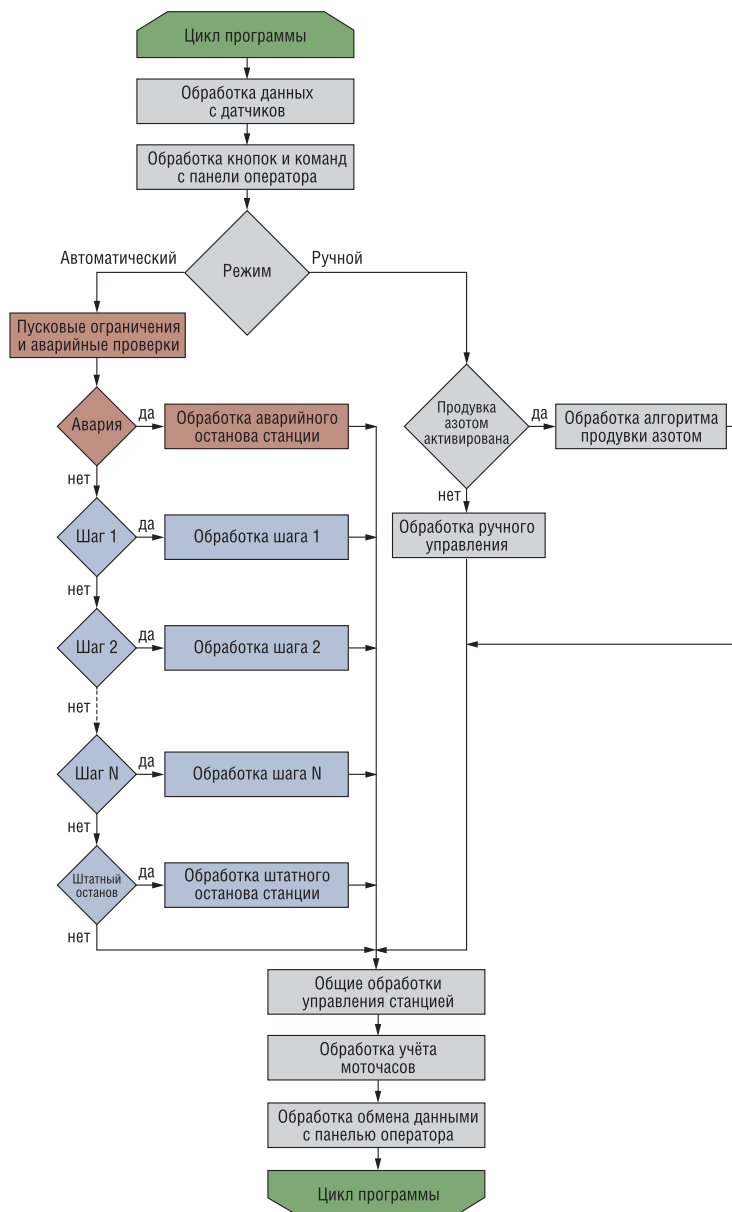 Цикл программы
Обработка данных
с датчиков
Обработка кнопок и команд
с панели оператора
Режим
Автоматический
Ручной
Пусковые ограничения
и аварийные проверки
Авария
да
Обработка аварийного
останова станции
нет
Шаг 1
да
Обработка шага 1
нет
Шаг 2
да
Обработка шага 2
нет
Шаг N
да
Обработка шага N
нет
Штатный
останов
да
Обработка штатного
останова станции
нет
Продувка
азотом
активирована
да
Обработка алгоритма
продувки азотом
нет
Обработка ручного
управления
Общие обработки
управления станцией
Обработка учёта
моточасов
Обработка обмена данными
с панелью оператора
Цикл программы